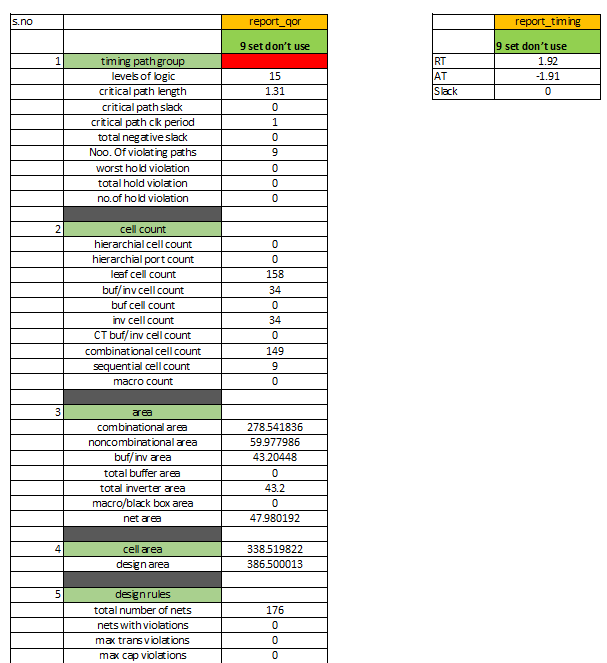 s.no report_qor
9 set don't use
1 timing path group
levels of logic 15
critical path length 1.31
critical path slack 0
critical path clk period 1
total negative slack 0
Noo. Of violating paths 9
worst hold violation 0
total hold violation 0
no.of hold violation 0
2 cell count
hierarchial cell count 0
hierarchial port count 0
leaf cell count 158
buf/inv cell count 34
buf cell count 0
inv cell count 34
CT buf/inv cell count 0
combinational cell count 149
sequential cell count 9
macro count 0
3 area
combinational area 278.541836
noncombinational area 59.977986
buf/inv area 43.20448
total buffer area 0
total inverter area 43.2
macro/black box area 0
net area 47.980192
4 cell area 338.519822
design area 386.500013
5 design rules
total number of nets 176
nets with violations 0
max trans violations 0
max cap violations 0
report_timing
9 set don't use
RT 1.92
AT -1.91
Slack 0